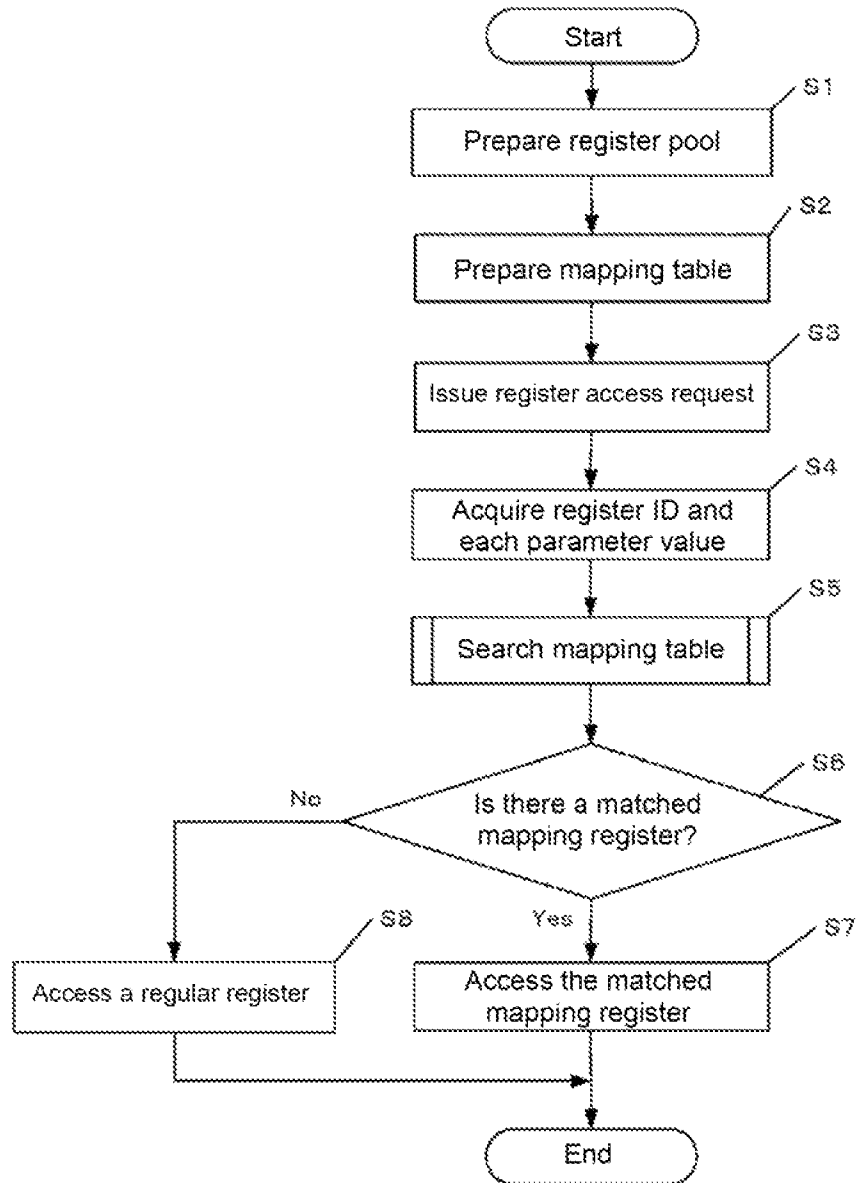 Start
S1
Prepare register pool
S2
Prepare mapping table
S3
Issue register access request
S4
Acquire register ID and
each parameter value
S5
Search mapping table
S6
Is there a matched
mapping register?
No
Yes
S8
Access a regular register
S7
Access the matched
mapping register
End